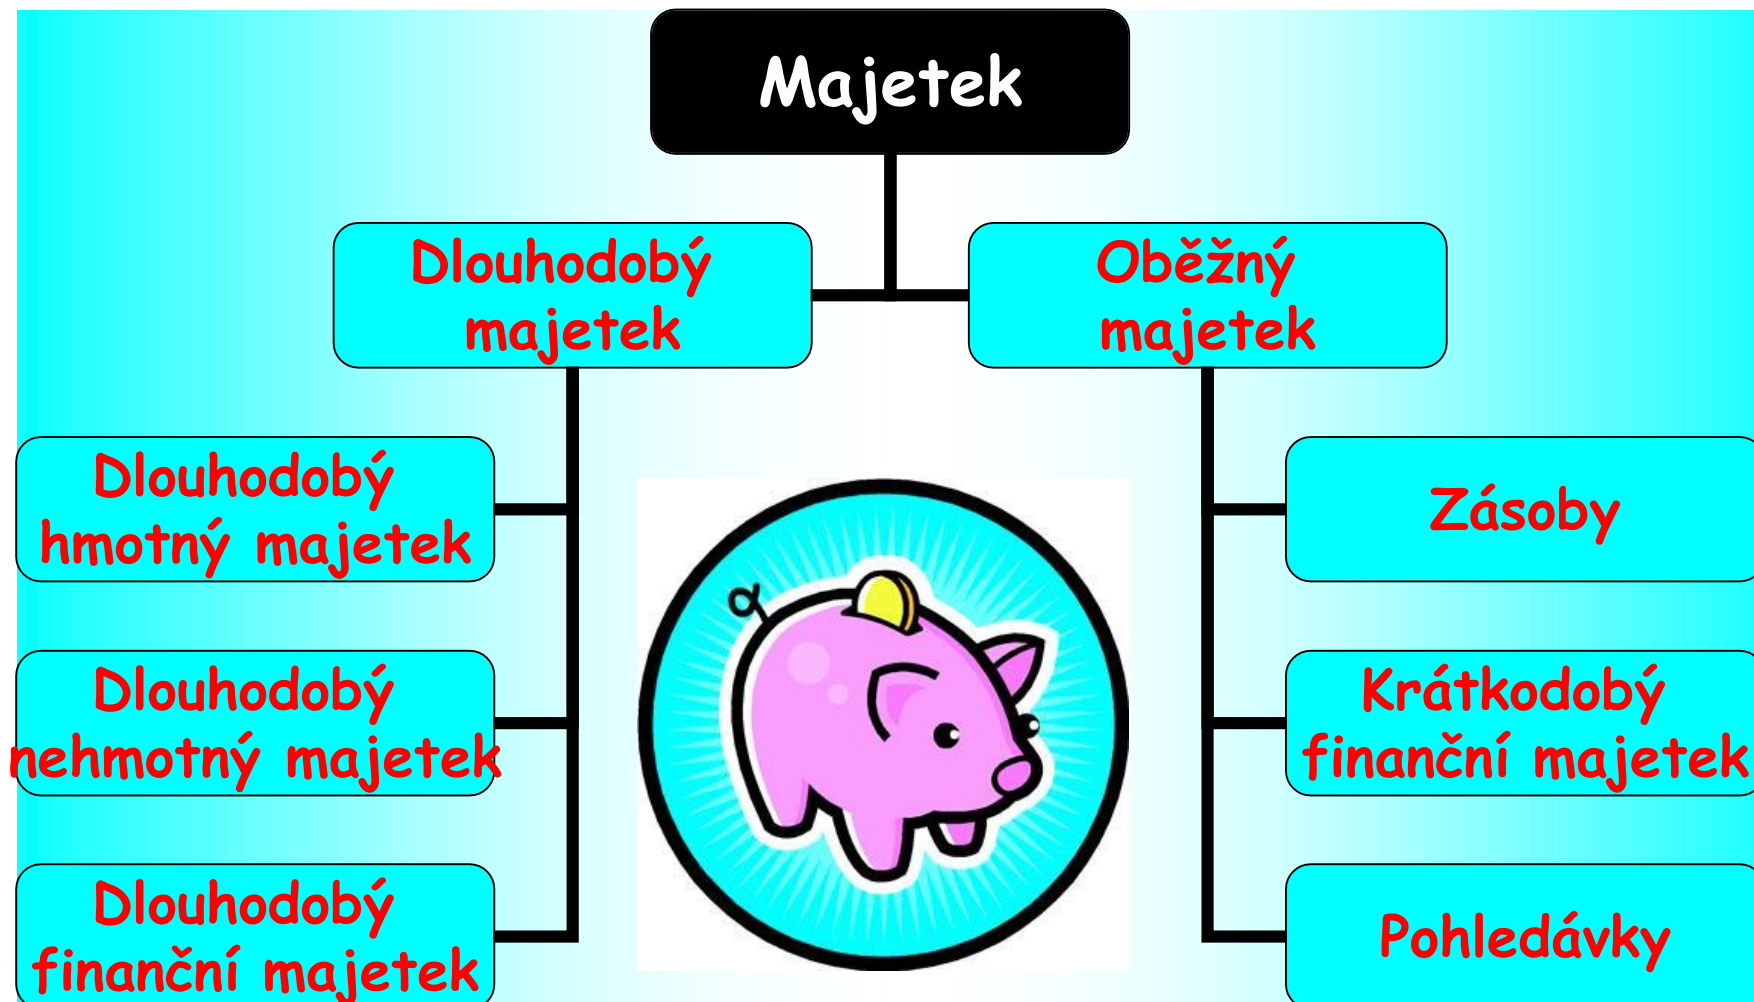 Majetek
Dlouhodobý
majetek
Oběžný
majetek
Dlouhodobý
hmotný majetek
Dlouhodobý
nehmotný majetek
Dlouhodobý
finanční majetek
Zásoby
Krátkodobý
finanční majetek
Pohledávky